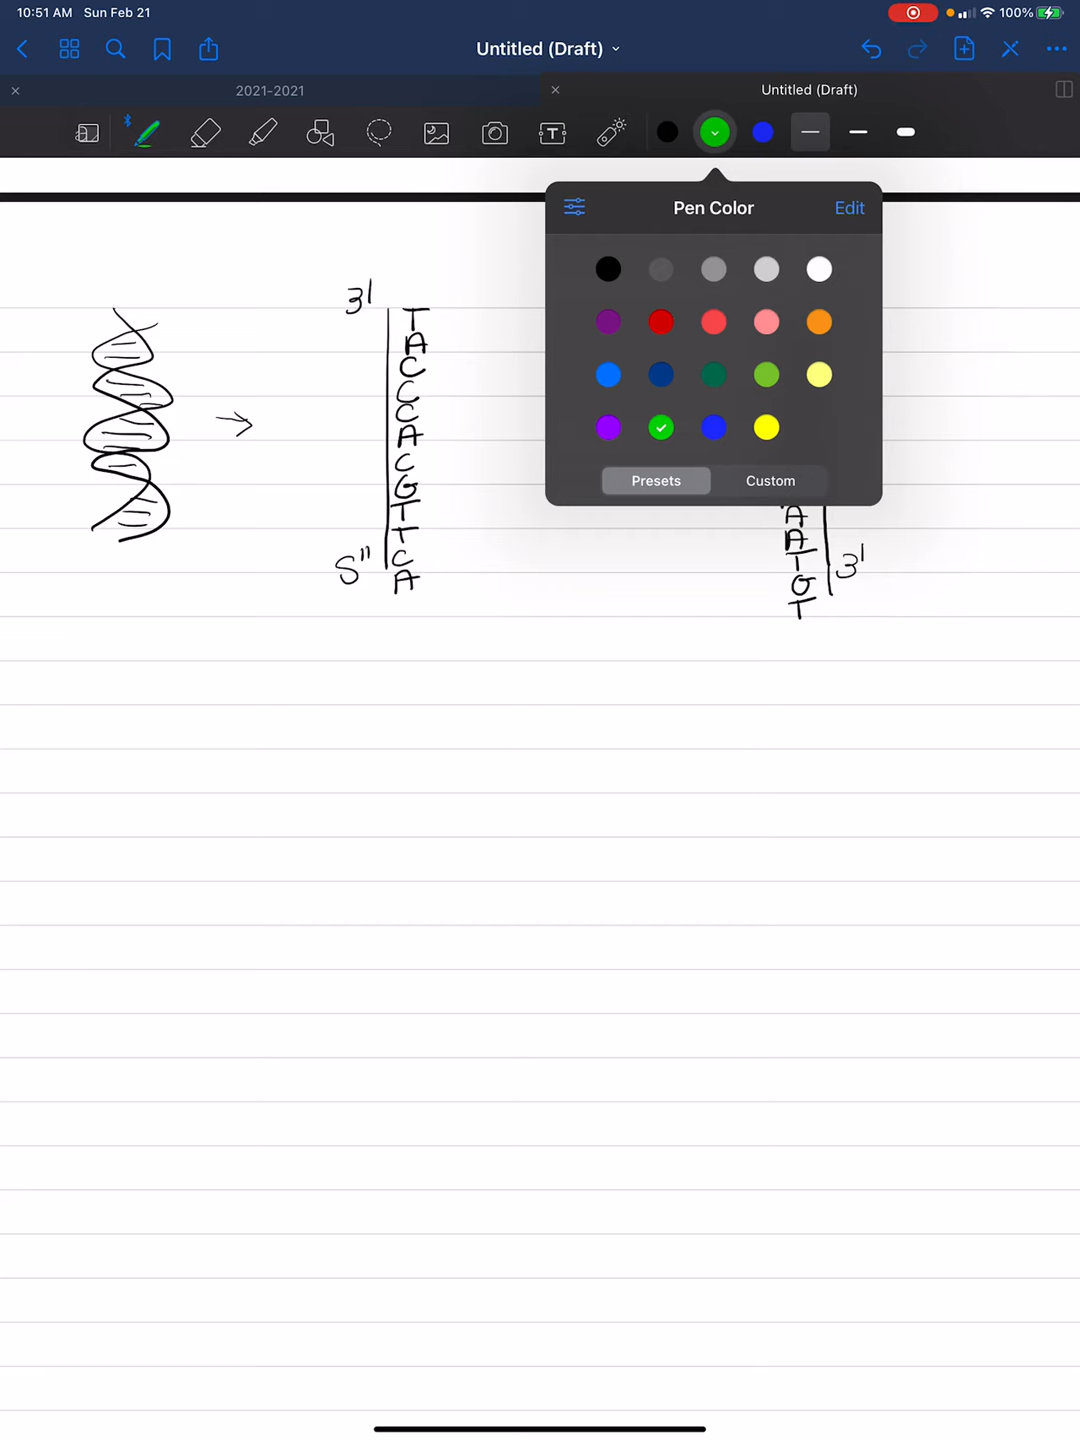 10:51 AM Sun Feb 21
100%
Untitled (Draft)
2021-2021
Untitled (Draft)
T
Pen Color
Edit
Presets
Custom
3'
T
A
C
C
C
A
C
G
T
T
C
A
5"
A
A
T
G
T
3'